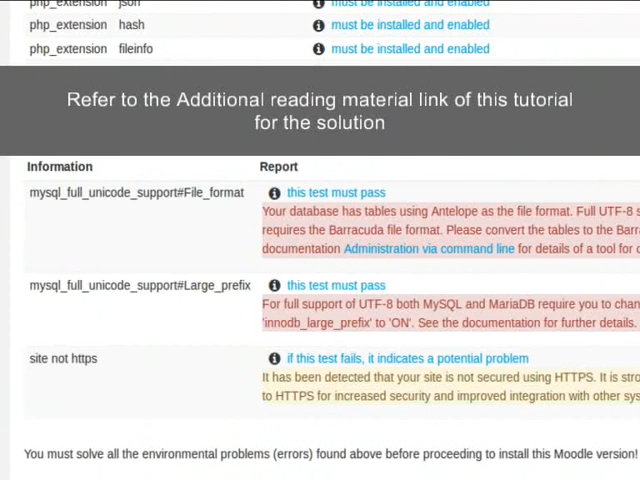 php_extension json must be installed and enabled
php_extension hash must be installed and enabled
php_extension fileinfo must be installed and enabled
Refer to the Additional reading material link of this tutorial
for the solution
Information Report
mysql_full_unicode_support#File_format this test must pass
Your database has tables using Antelope as the file format. Full UTF-8
requires the Barracuda file format. Please convert the tables to the
documentation Administration via command line for details of a tool for
mysql_full_unicode_support#Large_prefix this test must pass
For full support of UTF-8 both MySQL and MariaDB require you to
'innodb_large_prefix' to 'ON'. See the documentation for further details.
site not https if this test fails, it indicates a potential problem
It has been detected that your site is not secured using HTTPS. It is
to HTTPS for increased security and improved integration with other
You must solve all the environmental problems (errors) found above before proceeding to install this Moodle version!